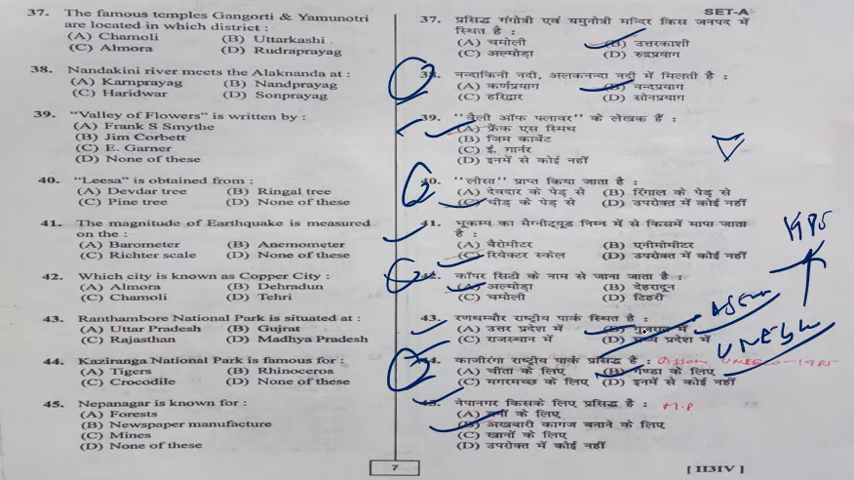 SET-A
37. The famous temples Gangorti & Yamunotri
are located in which district :
(A) Chamoli (B) Uttarkashi
(C) Almora (D) Rudraprayag
38. Nandakini river meets the Alaknanda at :
(A) Karnprayag (B) Nandprayag
(C) Haridwar (D) Sonprayag
39. "Valley of Flowers" is written by :
(A) Frank S Smythe
(B) Jim Corbett
(C) E. Garner
(D) None of these
40. "Leesa" is obtained from :
(A) Devdar tree (B) Ringal tree
(C) Pine tree (D) None of these
41. The magnitude of Earthquake is measured
on the :
(A) Barometer (B) Anemometer
(C) Richter scale (D) None of these
42. Which city is known as Copper City :
(A) Almora (B) Dehradun
(C) Chamoli (D) Tehri
43. Ranthambore National Park is situated at :
(A) Uttar Pradesh (B) Gujrat
(C) Rajasthan (D) Madhya Pradesh
44. Kaziranga National Park is famous for :
(A) Tigers (B) Rhinoceros
(C) Crocodile (D) None of these
45. Nepanagar is known for :
(A) Forests
(B) Newspaper manufacture
(C) Mines
(D) None of these
37. प्रसिद्ध गंगोत्री एवं यमुनोत्री मन्दिर किस जनपद में
स्थित है :
(A) चमोली (B) उत्तरकाशी
(C) अल्मोड़ा (D) रुद्रप्रयाग
38. नन्दाकिनी नदी, अलकनन्दा नदी में मिलती है :
(A) कर्णप्रयाग (B) नन्दप्रयाग
(C) हरिद्वार (D) सोनप्रयाग
39. "वैली ऑफ फ्लावर" के लेखक हैं :
(A) फ्रैंक एस स्मिथ
(B) जिम कार्बेट
(C) ई. गार्नर
(D) इनमें से कोई नहीं
40. "लीसा" प्राप्त किया जाता है :
(A) देवदार के पेड़ से (B) रिंगाल के पेड़ से
(C) चीड़ के पेड़ से (D) उपरोक्त में कोई नहीं
41. भूकम्प का मैग्नीट्यूड निम्न में से किसमें मापा जाता
है :
(A) बैरोमीटर (B) एनीमोमीटर
(C) रियेक्टर स्केल (D) उपरोक्त में कोई नहीं
42. कॉपर सिटी के नाम से जाना जाता है :
(A) अल्मोड़ा (B) देहरादून
(C) चमोली (D) टिहरी
1985
43. रणथम्बौर राष्ट्रीय पार्क स्थित है :
(A) उत्तर प्रदेश में (B) गुजरात में
(C) राजस्थान में (D) मध्य प्रदेश में
44. काजीरंगा राष्ट्रीय पार्क प्रसिद्ध है : Assam UNESCO-1985
(A) चीता के लिए (B) गैण्डा के लिए
(C) मगरमच्छ के लिए (D) इनमें से कोई नहीं
45. नेपानगर किसके लिए प्रसिद्ध है : M.P
(A) वनों के लिए
(B) अखबारी कागज बनाने के लिए
(C) खानों के लिए
(D) उपरोक्त में कोई नहीं
7
[ II3IV ]